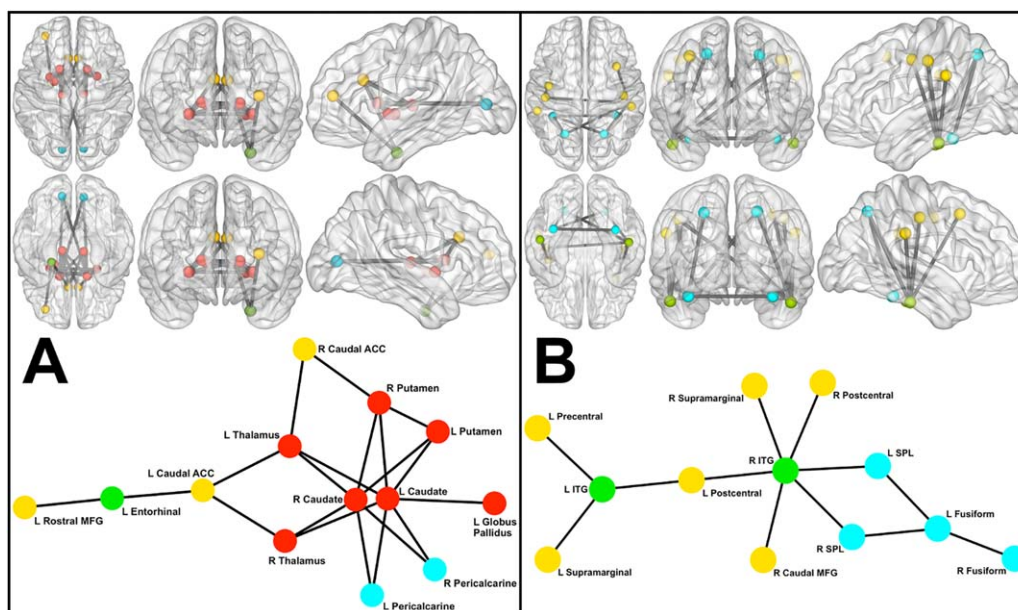 A
R Caudal ACC
R Putamen
L Putamen
L Thalamus
L Caudal ACC
R Caudate
L Caudate
L Rostral MFG
L Entorhinal
L Globus
Pallidus
R Thalamus
R Pericalcarine
L Pericalcarine
B
R Supramarginal
R Postcentral
L Precentral
R ITG
L SPL
L ITG
L Postcentral
L Fusiform
R SPL
L Supramarginal
R Caudal MFG
R Fusiform